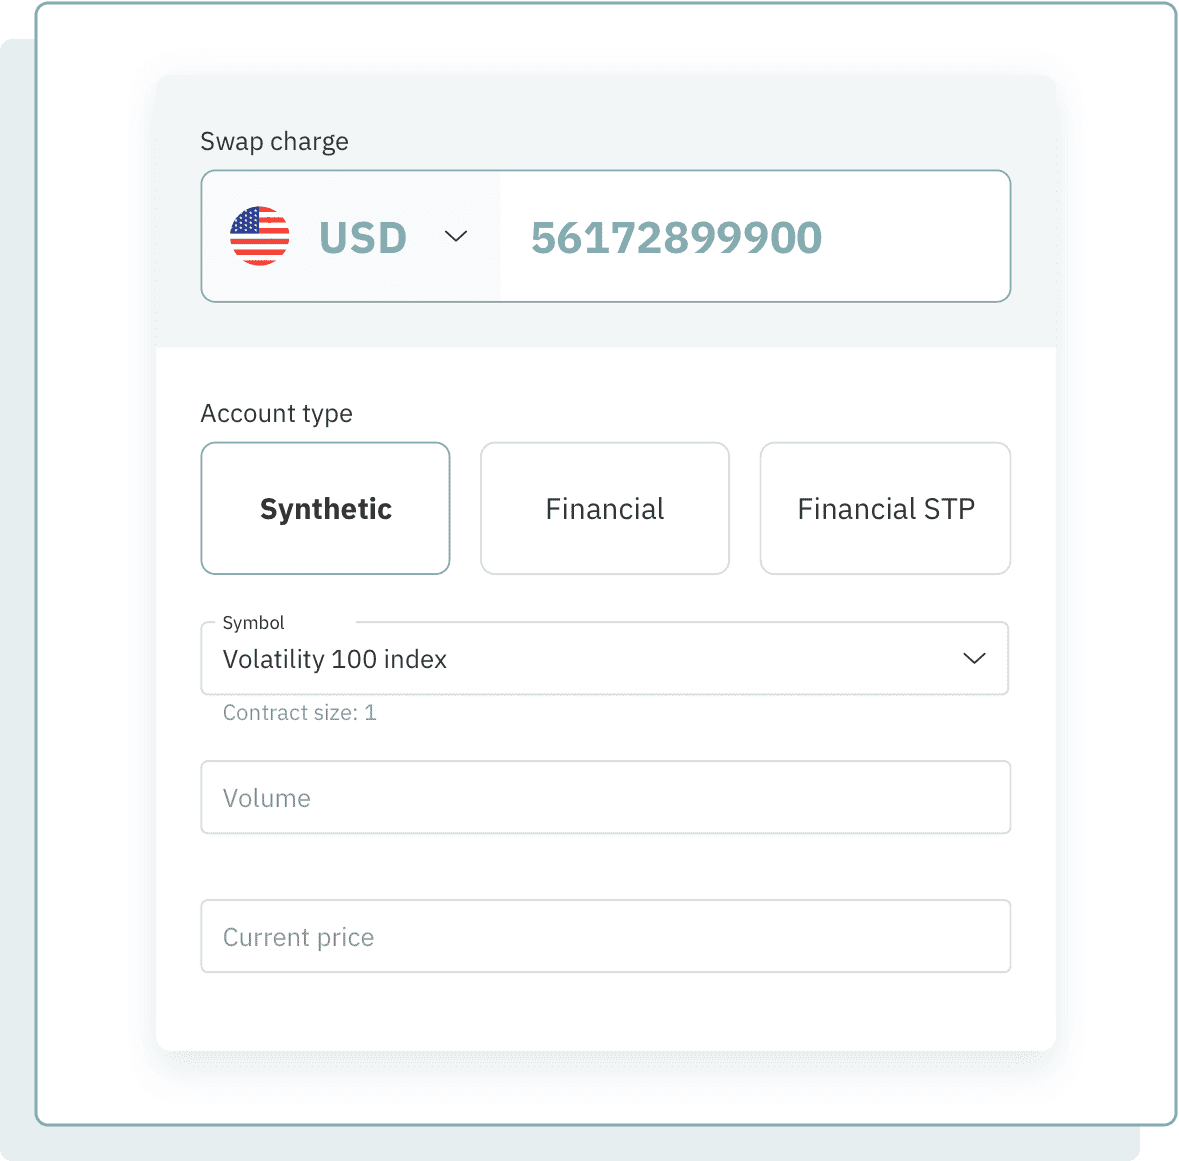 Swap charge
USD 56172899900
Account type
Synthetic Financial Financial STP
Symbol
Volatility 100 index
Contract size: 1
Volume
Current price